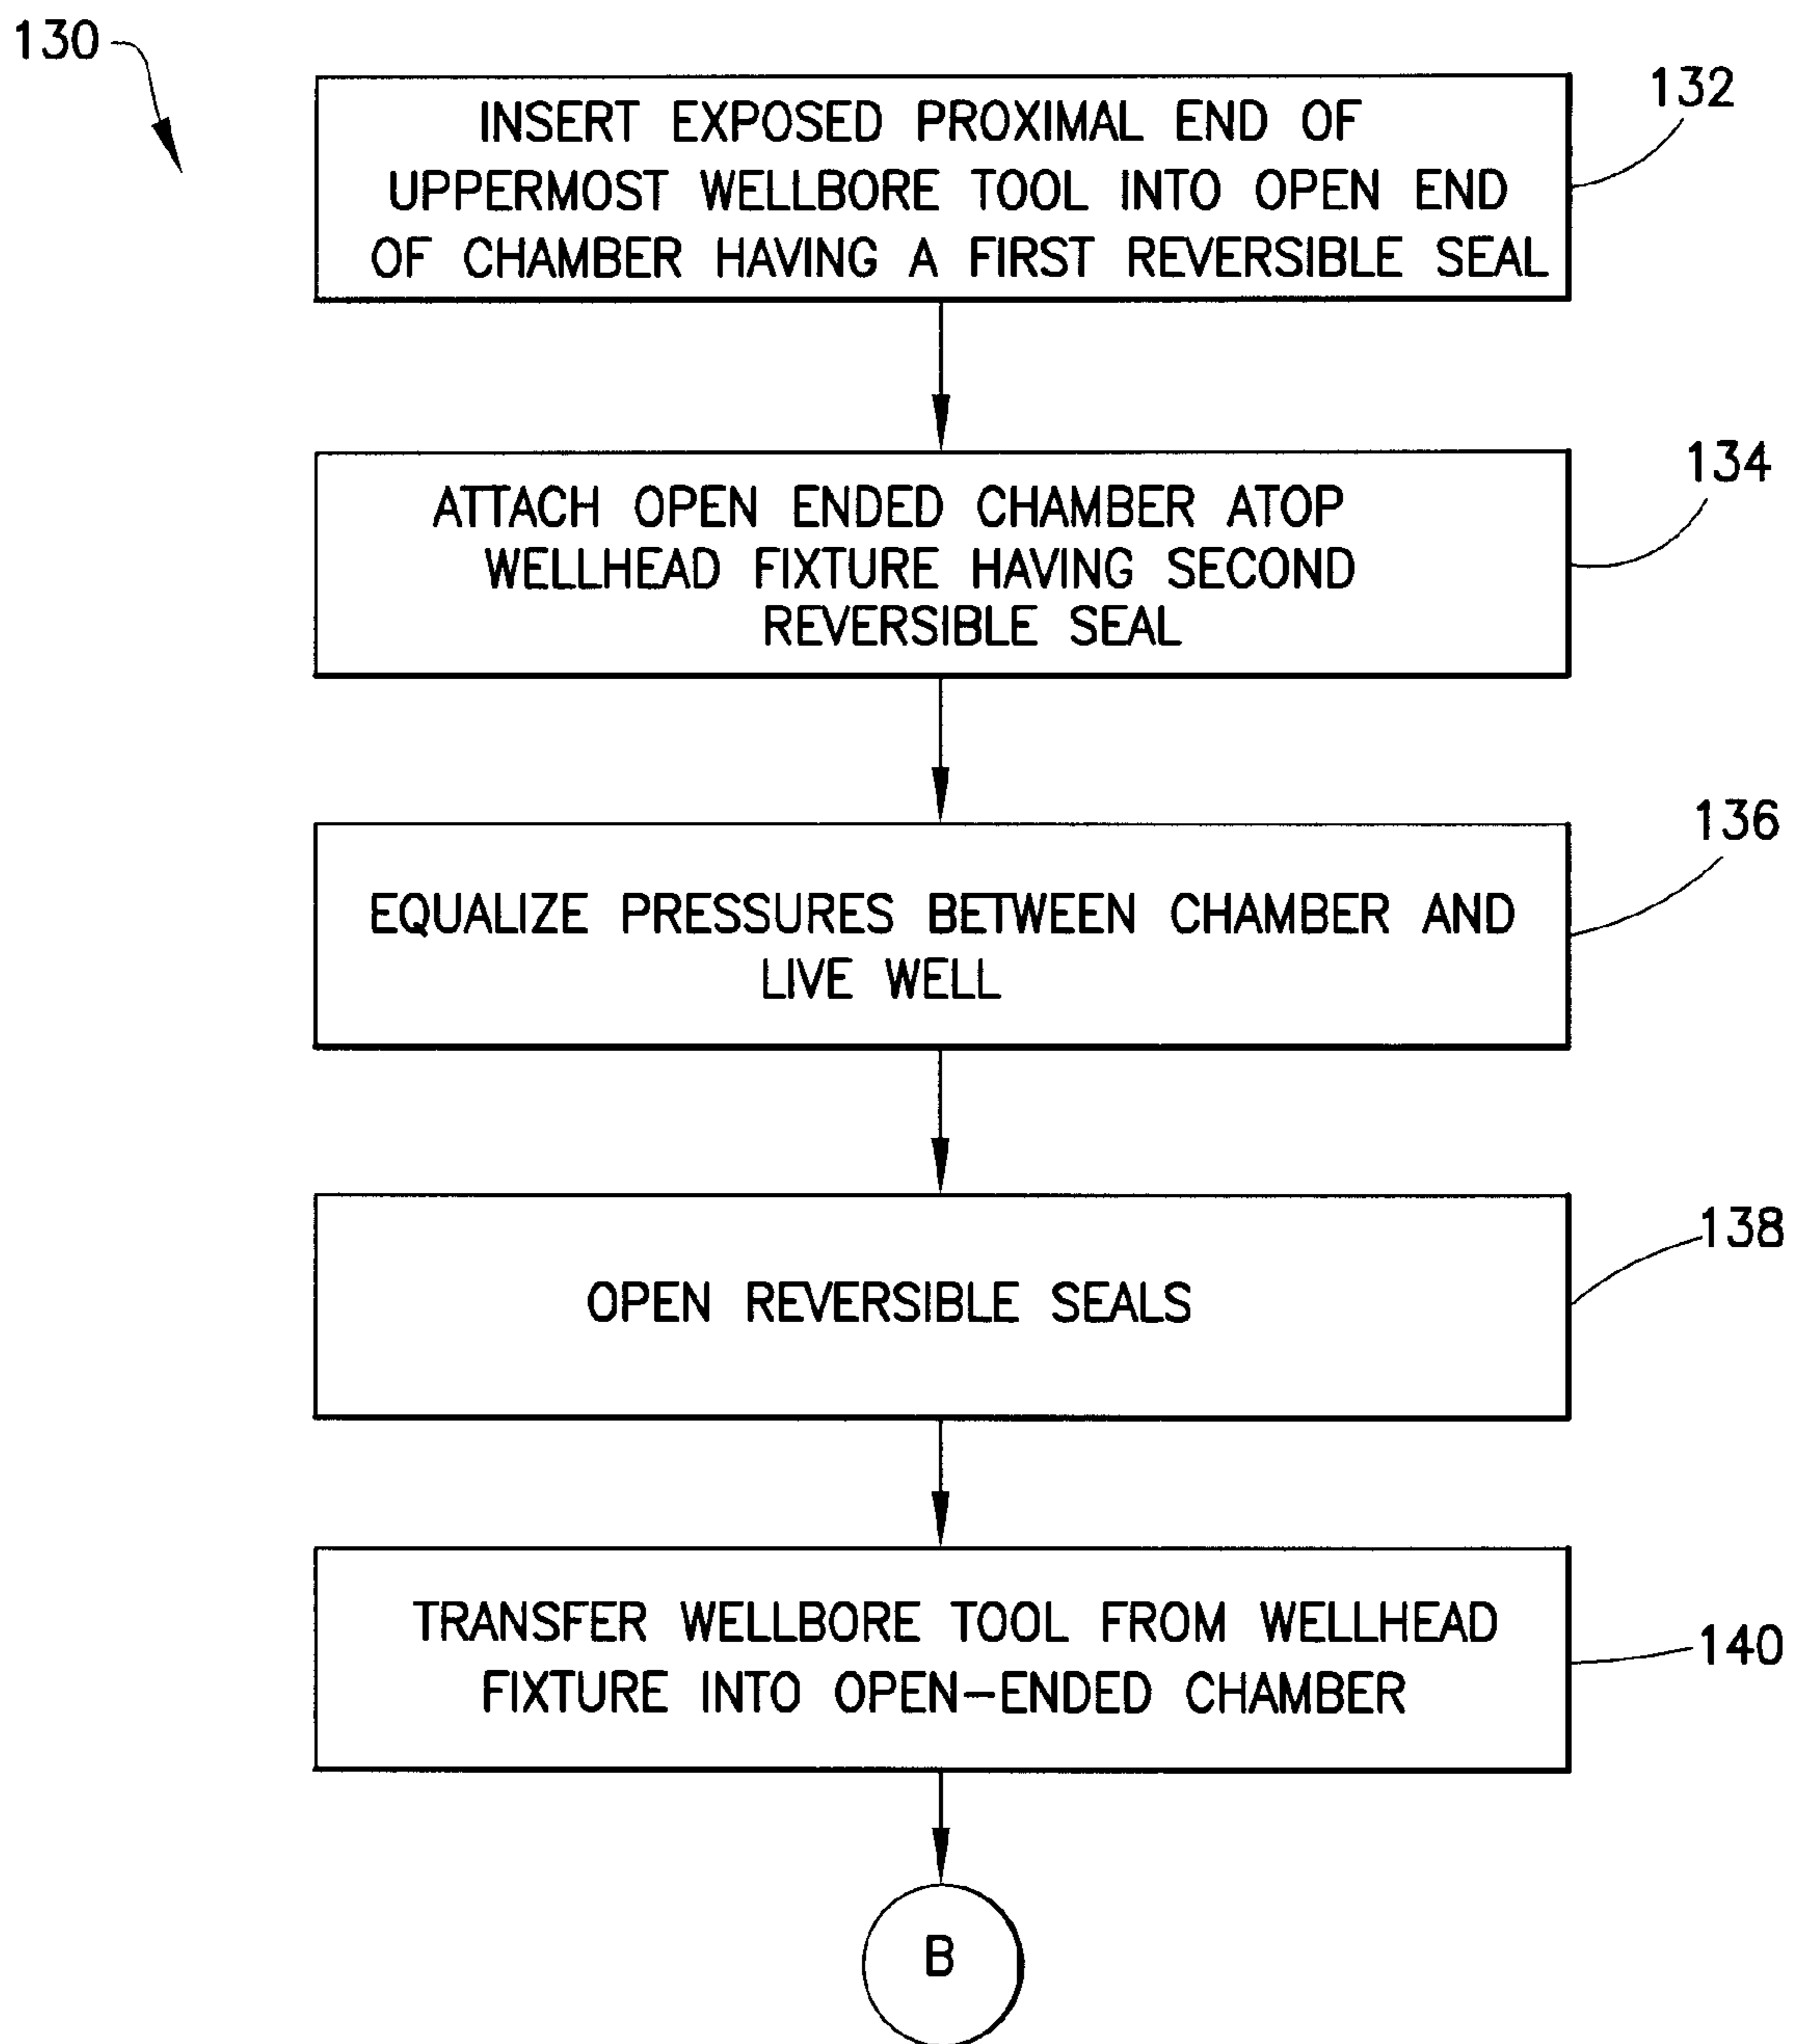 130
INSERT EXPOSED PROXIMAL END OF
UPPERMOST WELLBORE TOOL INTO OPEN END
OF CHAMBER HAVING A FIRST REVERSIBLE SEAL
132
ATTACH OPEN ENDED CHAMBER ATOP
WELLHEAD FIXTURE HAVING SECOND
REVERSIBLE SEAL
134
EQUALIZE PRESSURES BETWEEN CHAMBER AND
LIVE WELL
136
OPEN REVERSIBLE SEALS
138
TRANSFER WELLBORE TOOL FROM WELLHEAD
FIXTURE INTO OPEN-ENDED CHAMBER
140
B